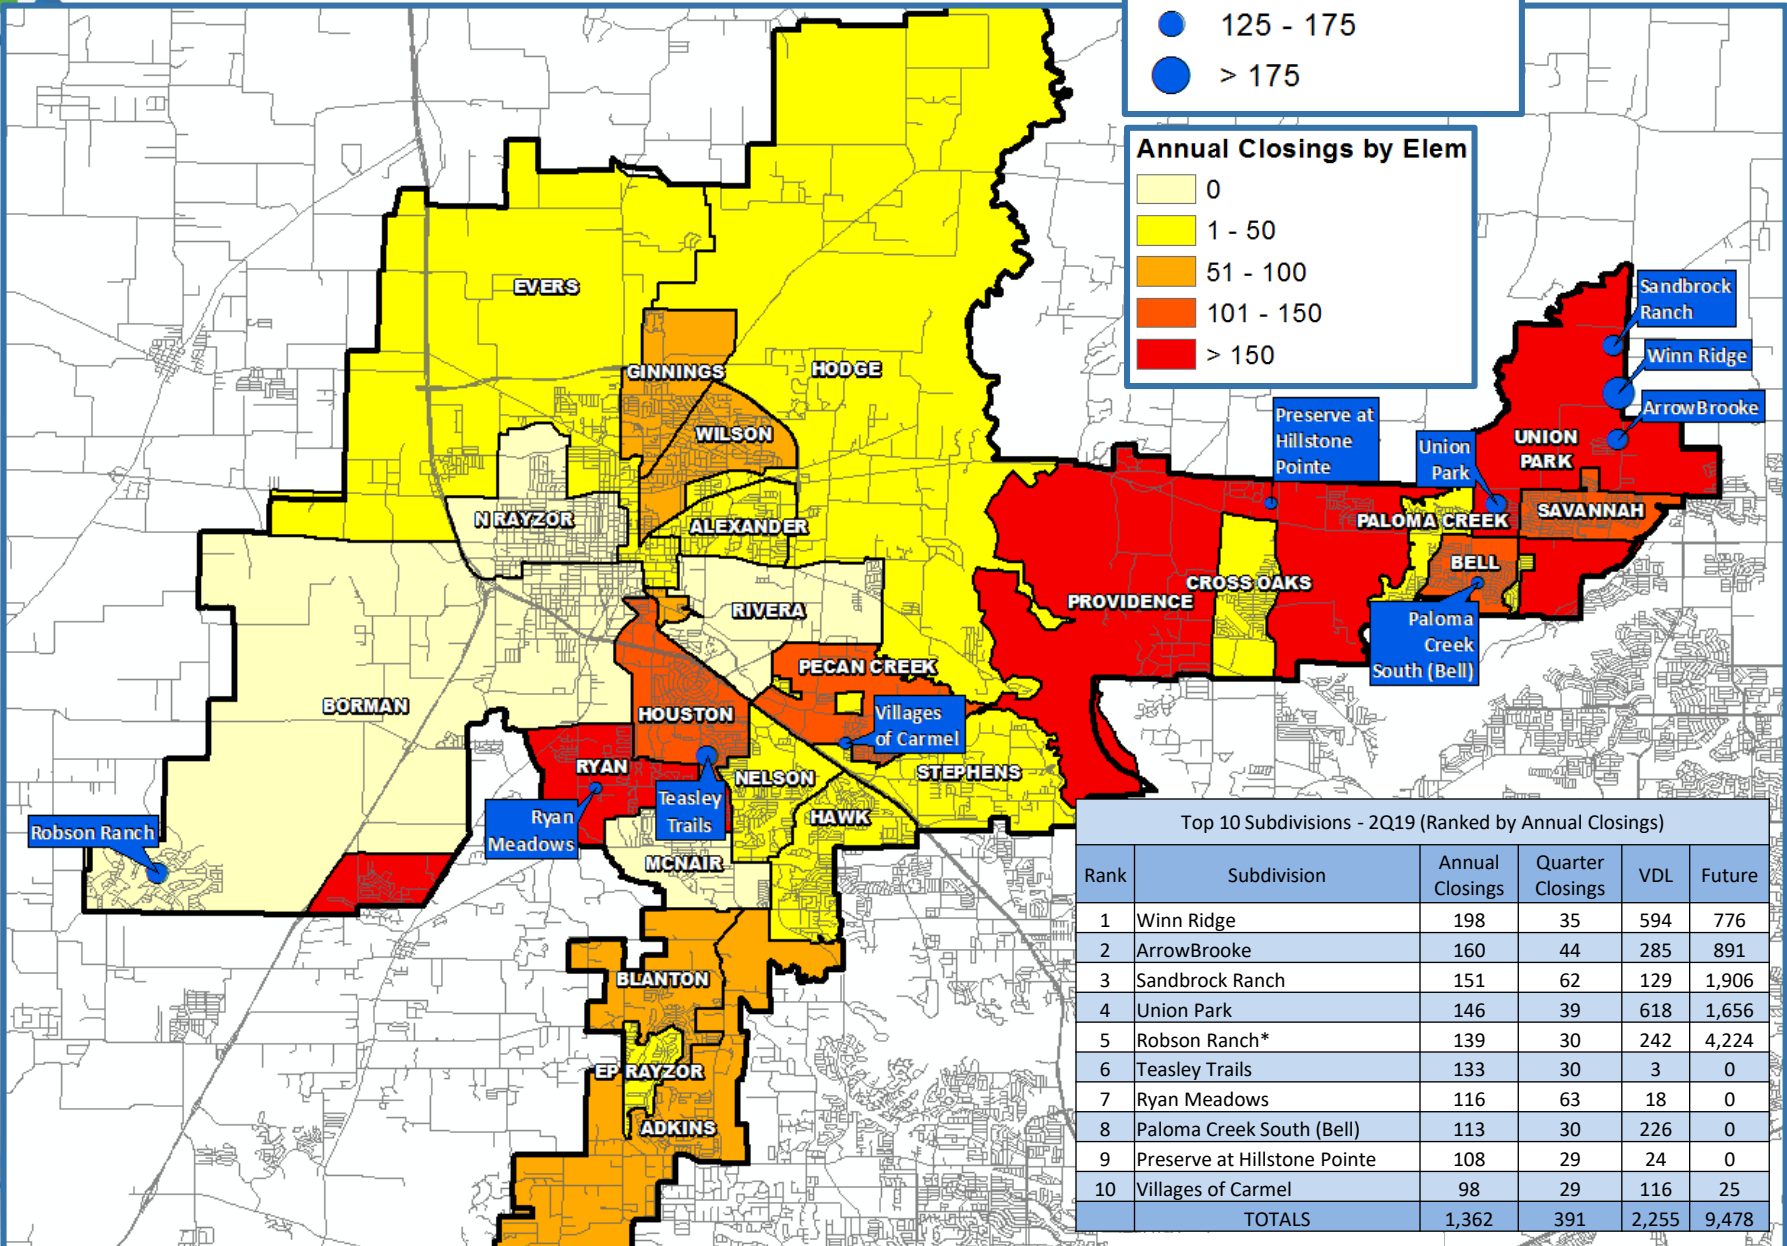 125 - 175
> 175
Annual Closings by Elem
0
1 - 50
51 - 100
101 - 150
> 150
EVERS
GINNINGS
HODGE
WILSON
N RAYZOR
ALEXANDER
RIVERA
BORMAN
PECAN CREEK
HOUSTON
RYAN
NELSON
STEPHENS
HAWK
MCNAIR
BLANTON
EP RAYZOR
ADKINS
PROVIDENCE
CROSS OAKS
PALOMA CREEK
UNION
PARK
SAVANNAH
BELL
Sandbrock
Ranch
Winn Ridge
ArrowBrooke
Preserve at
Hillstone
Pointe
Union
Park
Paloma
Creek
South (Bell)
Villages
of Carmel
Teasley
Trails
Ryan
Meadows
Robson Ranch
Top 10 Subdivisions - 2Q19 (Ranked by Annual Closings)
Rank Subdivision Annual Closings Quarter Closings VDL Future
1 Winn Ridge 198 35 594 776
2 ArrowBrooke 160 44 285 891
3 Sandbrock Ranch 151 62 129 1,906
4 Union Park 146 39 618 1,656
5 Robson Ranch* 139 30 242 4,224
6 Teasley Trails 133 30 3 0
7 Ryan Meadows 116 63 18 0
8 Paloma Creek South (Bell) 113 30 226 0
9 Preserve at Hillstone Pointe 108 29 24 0
10 Villages of Carmel 98 29 116 25
TOTALS 1,362 391 2,255 9,478